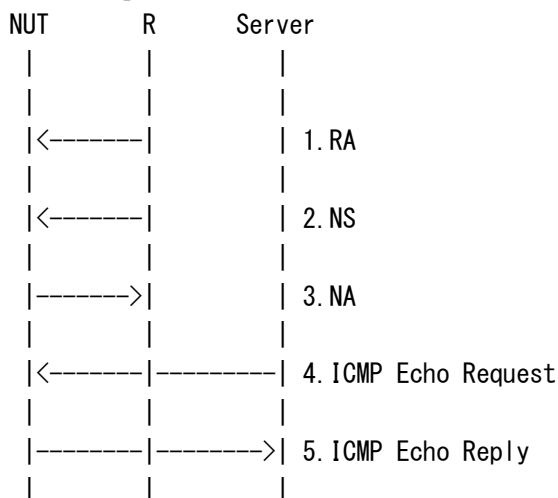 NUT R Server
1.RA
2.NS
3.NA
4.ICMP Echo Request
5.ICMP Echo Reply